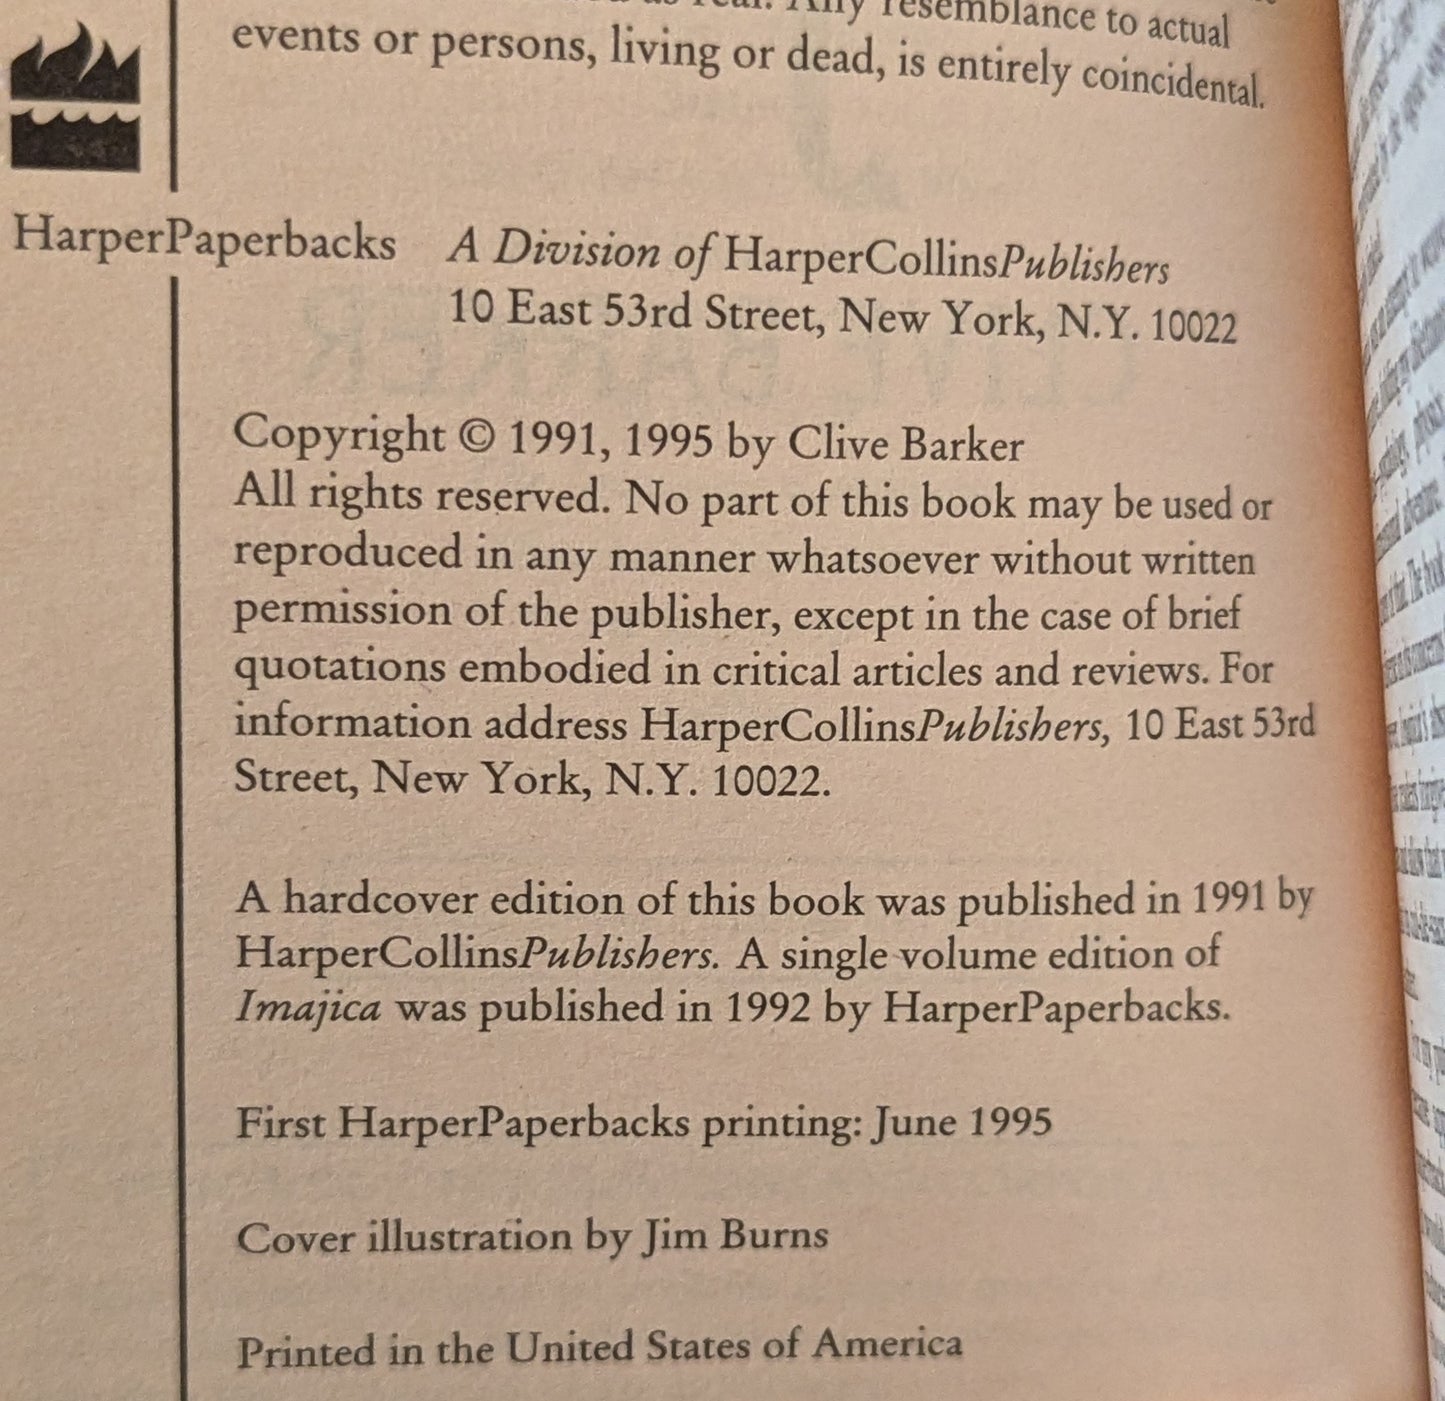 real. Any resemblance to actual
events or persons, living or dead, is entirely coincidental.
HarperPaperbacks A Division of HarperCollinsPublishers
10 East 53rd Street, New York, N.Y. 10022
Copyright © 1991, 1995 by Clive Barker
All rights reserved. No part of this book may be used or
reproduced in any manner whatsoever without written
permission of the publisher, except in the case of brief
quotations embodied in critical articles and reviews. For
information address HarperCollinsPublishers, 10 East 53rd
Street, New York, N.Y. 10022.
A hardcover edition of this book was published in 1991 by
HarperCollinsPublishers. A single volume edition of
Imajica was published in 1992 by HarperPaperbacks.
First HarperPaperbacks printing: June 1995
Cover illustration by Jim Burns
Printed in the United States of America